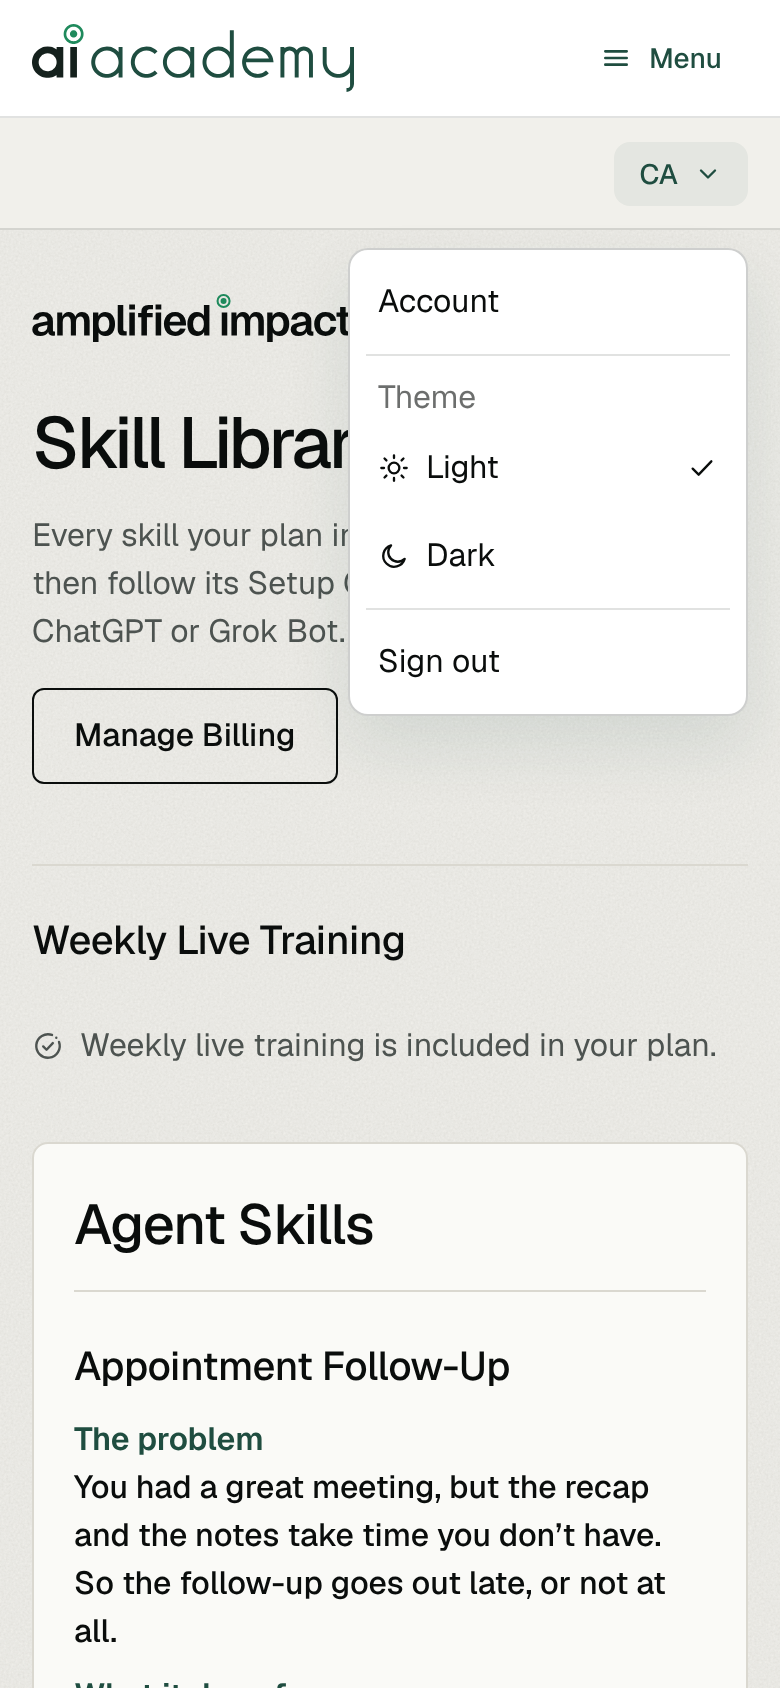 ai academy
Menu
CA
Account
Theme
Light
Dark
Sign out
amplified impact
Skill
Every skill your plan
then follow its Setup
ChatGPT or Grok Bot.
Manage Billing
Weekly Live Training
Weekly live training is included in your plan.
Agent Skills
Appointment Follow-Up
The problem
You had a great meeting, but the recap
and the notes take time you don’t have.
So the follow-up goes out late, or not at
all.